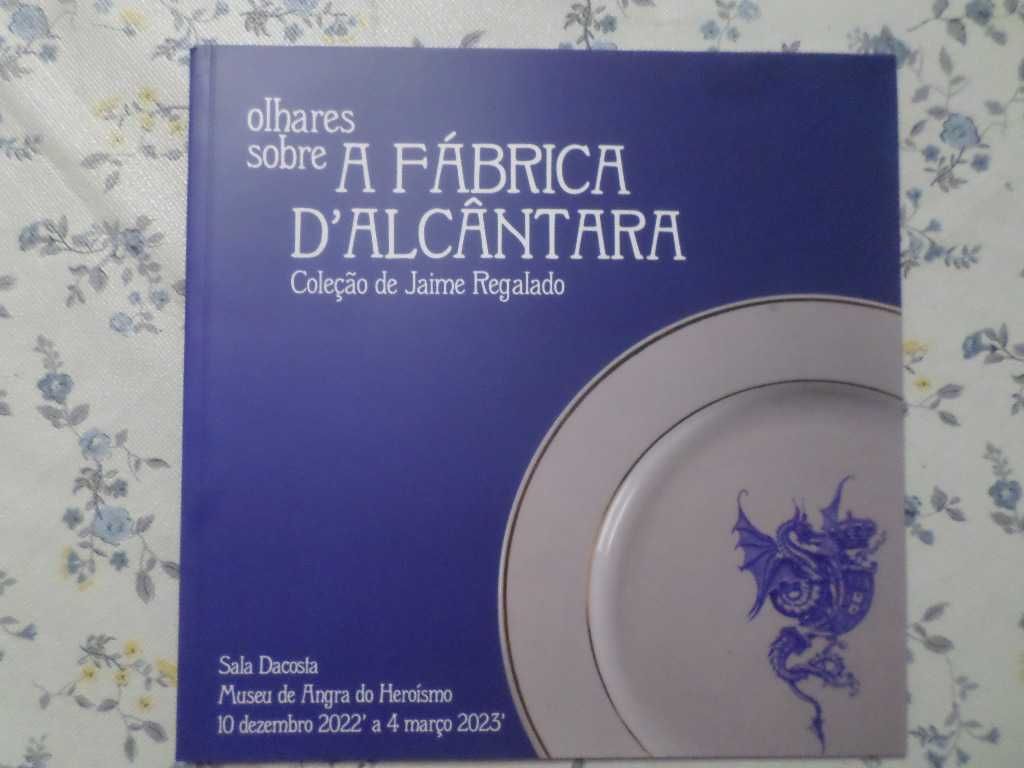 olhares
sobre A FÁBRICA
D'ALCÂNTARA
Coleção de Jaime Regalado
Sala Dacosta
Museu de Angra do Heroísmo
10 dezembro 2022' a 4 março 2023'